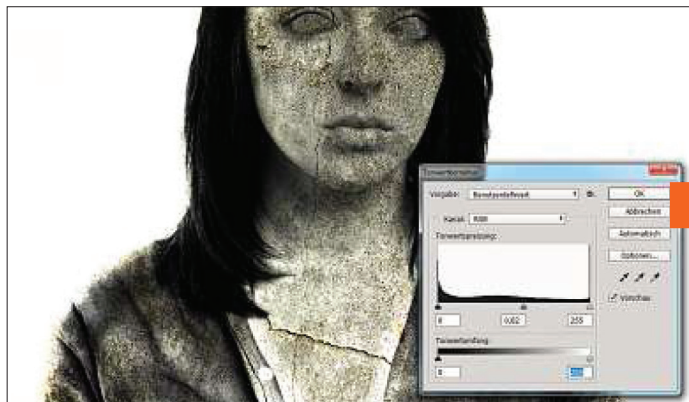 Tonwertkorrektur
Vorgabe: Benutzerdefiniert
OK
Kanal: RGB
Abbrechen
Tonwertspreizung:
Automatisch
Optionen...
Vorschau
0 0,82 255
Tonwertumfang:
0